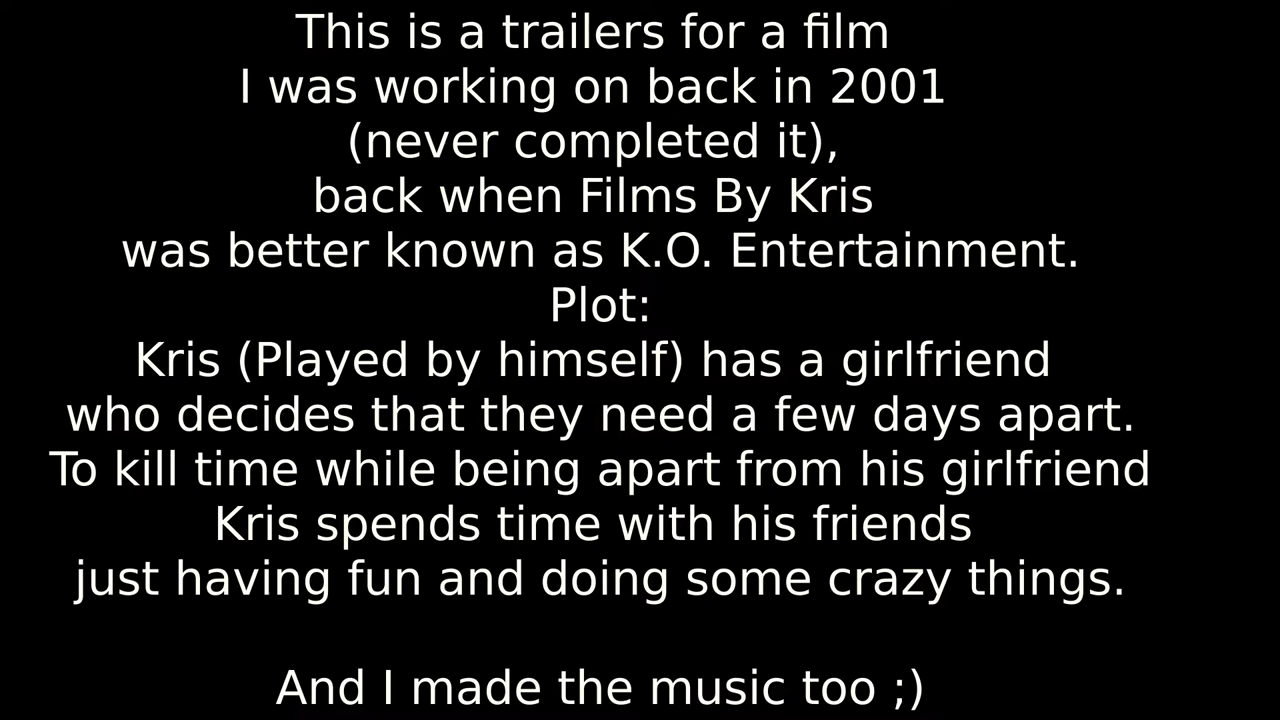 This is a trailers for a film
I was working on back in 2001
(never completed it),
back when Films By Kris
was better known as K.O. Entertainment.
Plot:
Kris (Played by himself) has a girlfriend
who decides that they need a few days apart.
To kill time while being apart from his girlfriend
Kris spends time with his friends
just having fun and doing some crazy things.
And I made the music too ;)